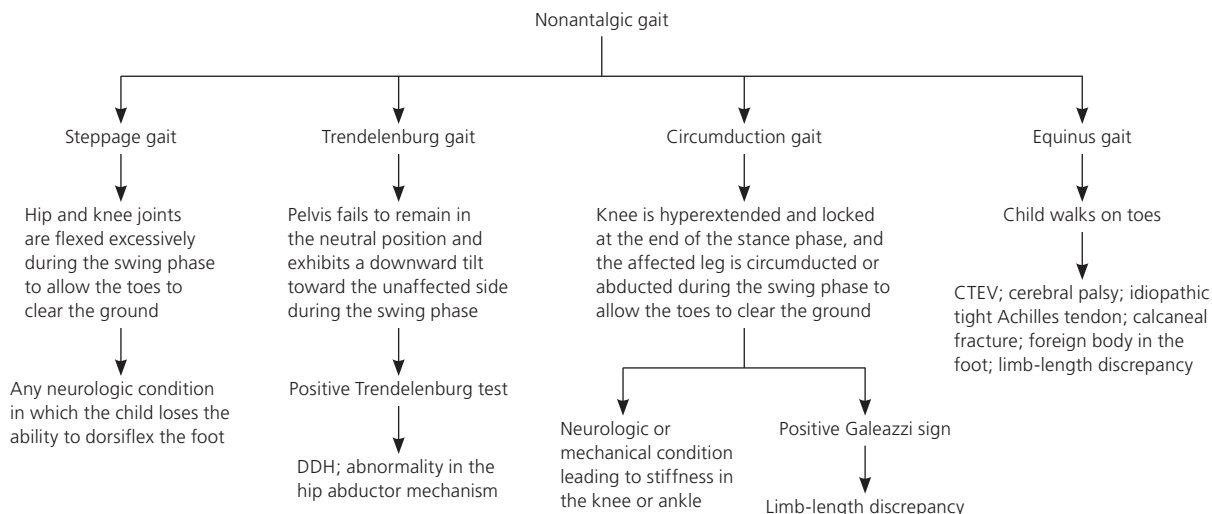 Nonantalgic gait
Steppage gait
Hip and knee joints
are flexed excessively
during the swing phase
to allow the toes to
clear the ground
Any neurologic condition
in which the child loses the
ability to dorsiflex the foot
Trendelenburg gait
Pelvis fails to remain in
the neutral position and
exhibits a downward tilt
toward the unaffected side
during the swing phase
Positive Trendelenburg test
DDH; abnormality in the
hip abductor mechanism
Circumduction gait
Knee is hyperextended and locked
at the end of the stance phase, and
the affected leg is circumducted or
abducted during the swing phase to
allow the toes to clear the ground
Neurologic or
mechanical condition
leading to stiffness in
the knee or ankle
Positive Galeazzi sign
Limb-length discrepancy
Equinus gait
Child walks on toes
CTEV; cerebral palsy; idiopathic
tight Achilles tendon; calcaneal
fracture; foreign body in the
foot; limb-length discrepancy